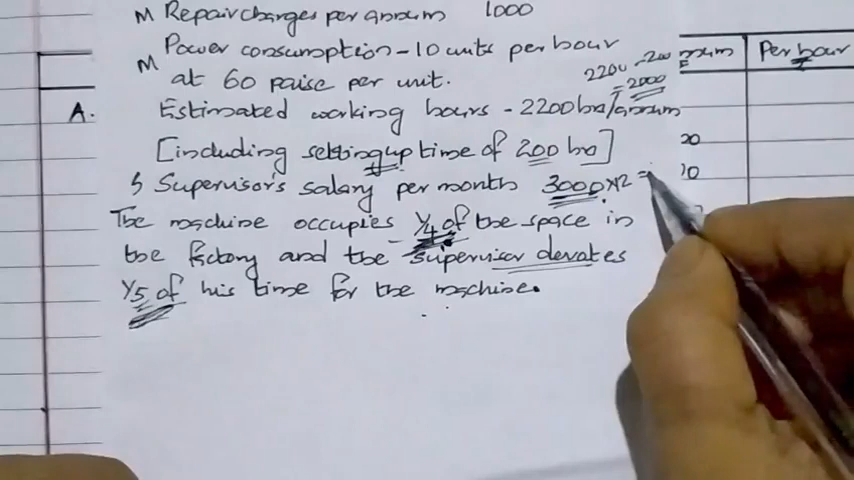 M Repair charges per annum 1000
Power consumption - 10 units per hour
M at 60 paise per unit.
2200 - 200
= 2000
Per hour
A. Estimated working hours - 2200 hrs/annum
[including setting up time of 200 hrs]
S Supervisor's salary per month 3000 x 12 =
The machine occupies 1/4 of the space in
the factory and the supervisor devates
1/5 of his time for the machine.